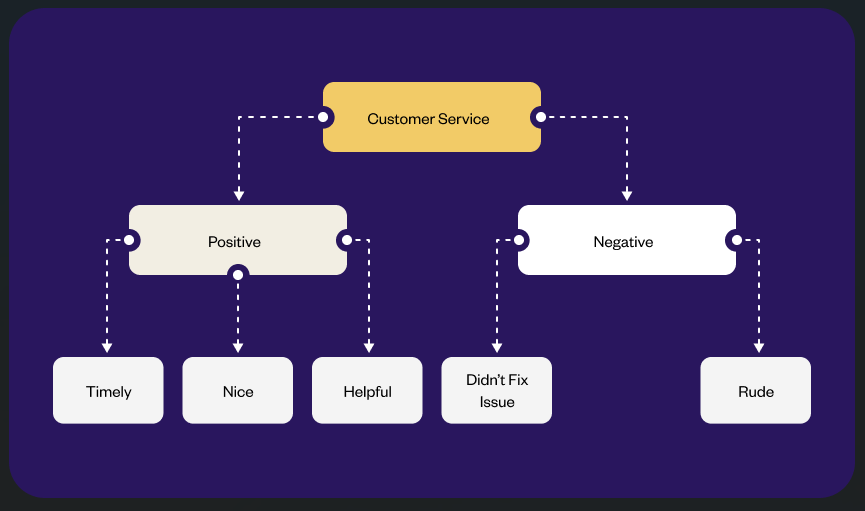 Customer Service
Positive
Negative
Timely
Nice
Helpful
Didn’t Fix
Issue
Rude